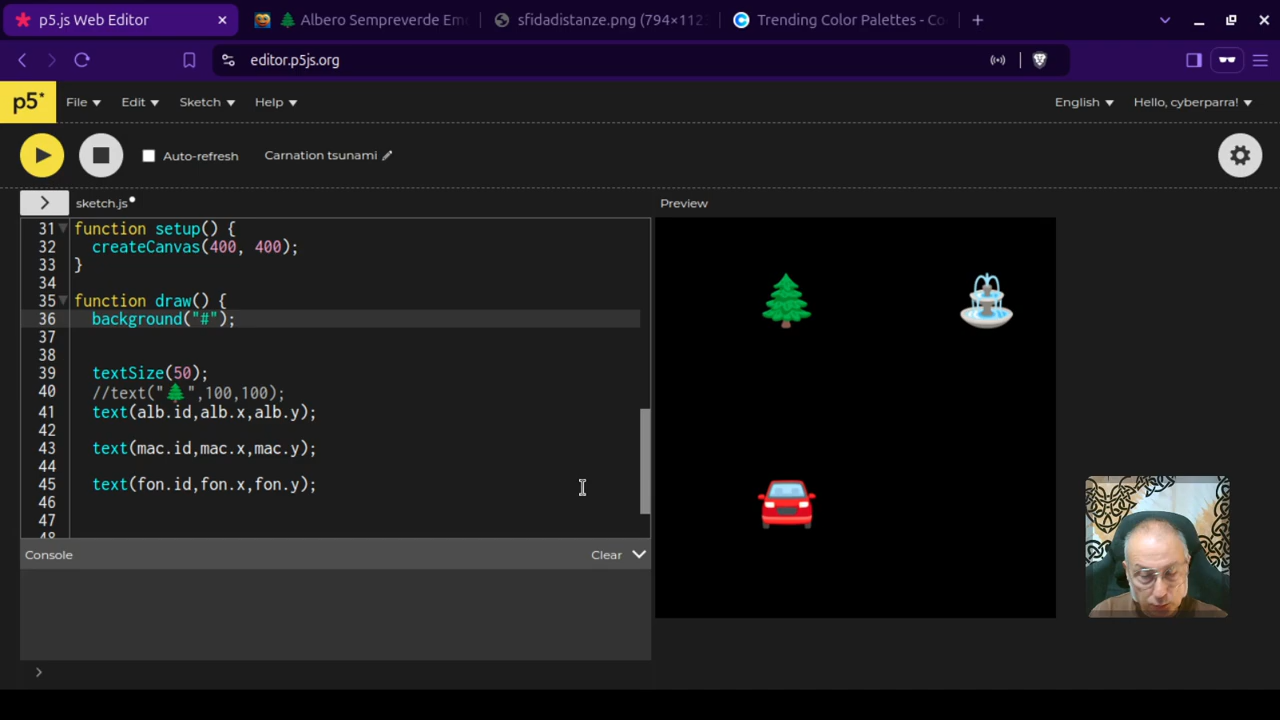 p5.js Web Editor
🌲 Albero Sempreverde Em
sfidadistanze.png (794×112
Trending Color Palettes - Co
editor.p5js.org
p5*
File
Edit
Sketch
Help
English
Hello, cyberparra!
Auto-refresh
Carnation tsunami
sketch.js
Preview
31 function setup() {
32 createCanvas(400, 400);
33 }
34
35 function draw() {
36 background("#");
37
38
39 textSize(50);
40 //text("🌲",100,100);
41 text(alb.id,alb.x,alb.y);
42
43 text(mac.id,mac.x,mac.y);
44
45 text(fon.id,fon.x,fon.y);
46
47
48
Console
Clear
>